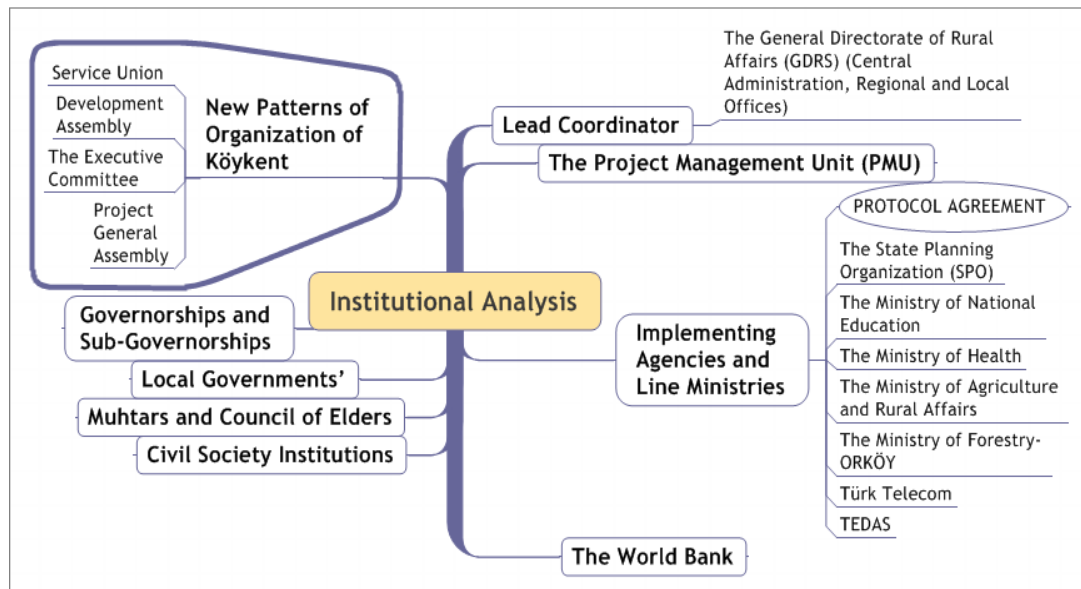 Service Union
Development
Assembly
The Executive
Committee
Project
General
Assembly
New Patterns of
Organization of
Köykent
Governorships and
Sub-Governorships
Local Governments’
Muhtars and Council of Elders
Civil Society Institutions
Institutional Analysis
Lead Coordinator
The General Directorate of Rural
Affairs (GDRS) (Central
Administration, Regional and Local
Offices)
The Project Management Unit (PMU)
Implementing
Agencies and
Line Ministries
PROTOCOL AGREEMENT
The State Planning
Organization (SPO)
The Ministry of National
Education
The Ministry of Health
The Ministry of Agriculture
and Rural Affairs
The Ministry of Forestry-
ORKÖY
Türk Telecom
TEDAS
The World Bank